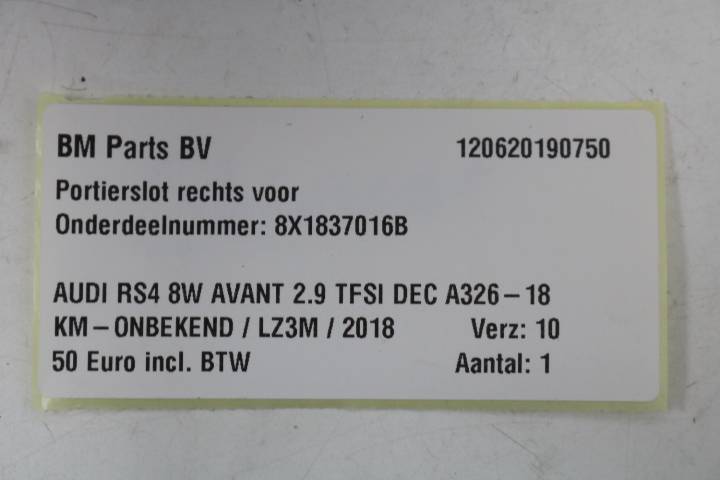 BM Parts BV 120620190750
Portierslot rechts voor
Onderdeelnummer: 8X1837016B
AUDI RS4 8W AVANT 2.9 TFSI DEC A326-18
KM-ONBEKEND / LZ3M / 2018 Verz: 10
50 Euro incl. BTW Aantal: 1